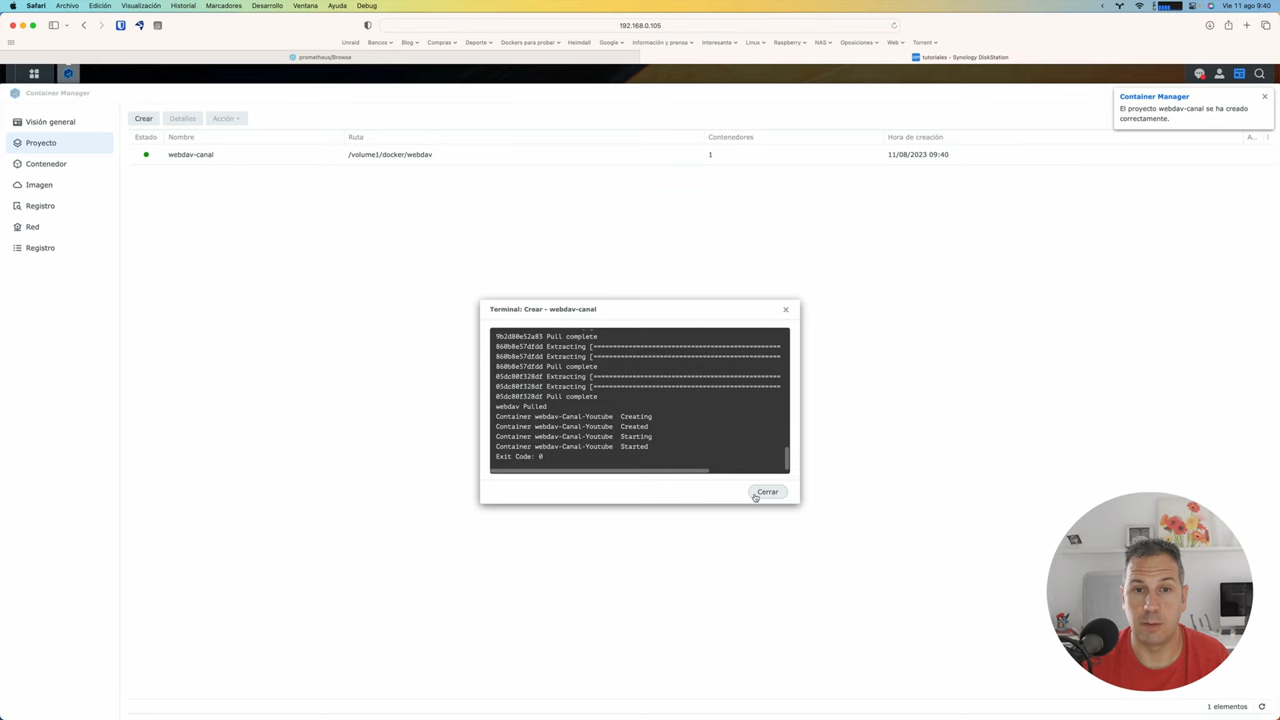 Safari Archivo Edición Visualización Historial Marcadores Desarrollo Ventana Ayuda Debug
Vie 11 ago 9:40
192.168.0.105
Unraid Bancos Blog Compras Deporte Dockers para probar Heimdall Google Información y prensa Interesante Linux Raspberry NAS Oposiciones Web Torrent
prometheus/Browse
tutoriales - Synology DiskStation
Container Manager
Container Manager
El proyecto webdav-canal se ha creado
correctamente.
Visión general
Proyecto
Contenedor
Imagen
Registro
Red
Registro
Crear Detalles Acción
Estado Nombre Ruta Contenedores Hora de creación A...
webdav-canal /volume1/docker/webdav 1 11/08/2023 09:40
Terminal: Crear - webdav-canal
9b2d80e52a83 Pull complete
860b8e57dfdd Extracting [================================================
860b8e57dfdd Extracting [================================================
860b8e57dfdd Pull complete
05dc80f328df Extracting [================================================
05dc80f328df Extracting [================================================
05dc80f328df Pull complete
webdav Pulled
Container webdav-Canal-Youtube Creating
Container webdav-Canal-Youtube Created
Container webdav-Canal-Youtube Starting
Container webdav-Canal-Youtube Started
Exit Code: 0
Cerrar
1 elementos